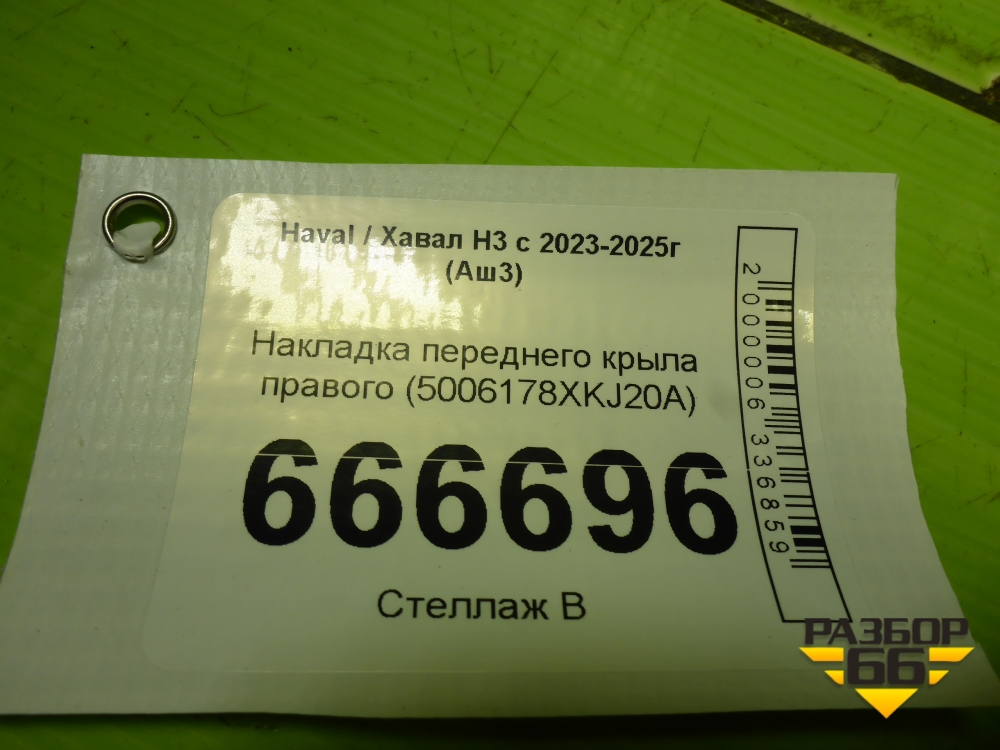 Haval / Хавал H3 с 2023-2025г
(Аш3)
Накладка переднего крыла
правого (5006178XKJ20A)
666696
Стеллаж В
2000006336859
РАЗБОР
66